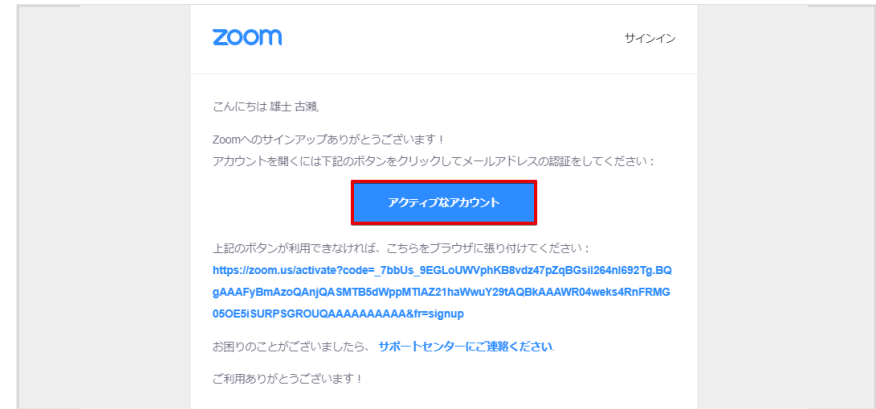 zoom
サインイン
こんにちは 雄士 古瀬,
Zoomへのサインアップありがとうございます！
アカウントを開くには下記のボタンをクリックしてメールアドレスの認証をしてください：
アクティブなアカウント
上記のボタンが利用できなければ、こちらをブラウザに張り付けてください：
https://zoom.us/activate?code=_7bbUs_9EGLoUWVphKB8vdz47pZqBGsil264nI692Tg.BQ
gAAAFyBmAzoQAnjQASMTB5dWppMTlAZ21haWwuY29tAQBkAAAWR04weks4RnFRMG
05OE5iSURPSGROUQAAAAAAAAAA&fr=signup
お困りのことがございましたら、 サポートセンターにご連絡ください.
ご利用ありがとうございます！